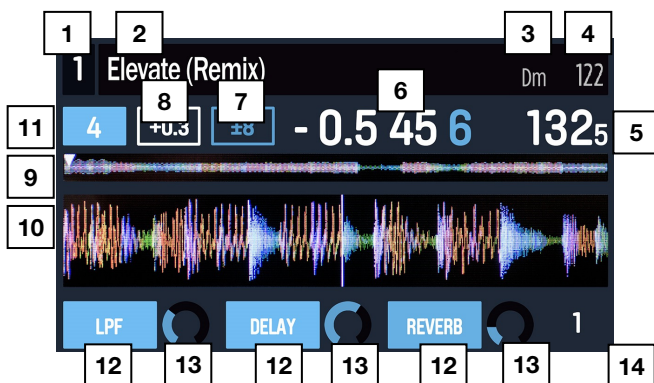 1 2 3 4
1 Elevate (Remix) Dm 122
8 7 6
11 4 +0.3 ±8 - 0.5 45 6 1325 5
9
10
LPF DELAY REVERB 1
12 13 12 13 12 13 14